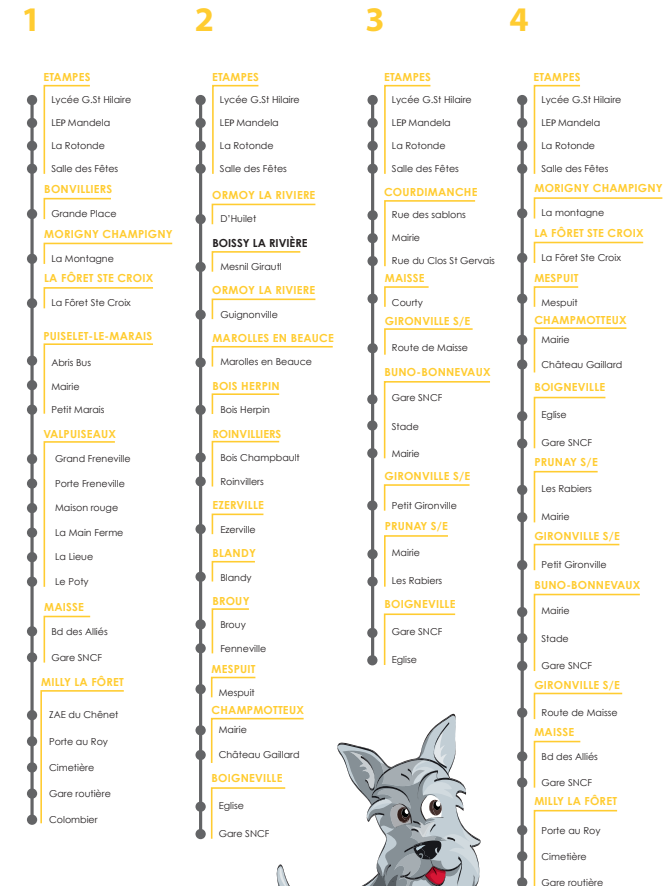 1
ETAMPES
Lycée G.St Hilaire
LEP Mandela
La Rotonde
Salle des Fêtes
BONVILLIERS
Grande Place
MORIGNY CHAMPIGNY
La Montagne
LA FÔRET STE CROIX
La Fôret Ste Croix
PUISELET-LE-MARAIS
Abris Bus
Mairie
Petit Marais
VALPUISEAUX
Grand Freneville
Porte Freneville
Maison rouge
La Main Ferme
La Lieue
Le Poty
MAISSE
Bd des Alliés
Gare SNCF
MILLY LA FÔRET
ZAE du Chênet
Porte au Roy
Cimetière
Gare routière
Colombier
2
ETAMPES
Lycée G.St Hilaire
LEP Mandela
La Rotonde
Salle des Fêtes
ORMOY LA RIVIERE
D'Huilet
BOISSY LA RIVIÈRE
Mesnil Girautl
ORMOY LA RIVIERE
Guignonville
MAROLLES EN BEAUCE
Marolles en Beauce
BOIS HERPIN
Bois Herpin
ROINVILLIERS
Bois Champbault
Roinvillers
EZERVILLE
Ezerville
BLANDY
Blandy
BROUY
Brouy
Fenneville
MESPUIT
Mespuit
CHAMPMOTTEUX
Mairie
Château Gaillard
BOIGNEVILLE
Eglise
Gare SNCF
3
ETAMPES
Lycée G.St Hilaire
LEP Mandela
La Rotonde
Salle des Fêtes
COURDIMANCHE
Rue des sablons
Mairie
Rue du Clos St Gervais
MAISSE
Courty
GIRONVILLE S/E
Route de Maisse
BUNO-BONNEVAUX
Gare SNCF
Stade
Mairie
GIRONVILLE S/E
Petit Gironville
PRUNAY S/E
Mairie
Les Rabiers
BOIGNEVILLE
Gare SNCF
Eglise
4
ETAMPES
Lycée G.St Hilaire
LEP Mandela
La Rotonde
Salle des Fêtes
MORIGNY CHAMPIGNY
La montagne
LA FÔRET STE CROIX
La Fôret Ste Croix
MESPUIT
Mespuit
CHAMPMOTTEUX
Mairie
Château Gaillard
BOIGNEVILLE
Eglise
Gare SNCF
PRUNAY S/E
Les Rabiers
Mairie
GIRONVILLE S/E
Petit Gironville
BUNO-BONNEVAUX
Mairie
Stade
Gare SNCF
GIRONVILLE S/E
Route de Maisse
MAISSE
Bd des Alliés
Gare SNCF
MILLY LA FÔRET
Porte au Roy
Cimetière
Gare routière